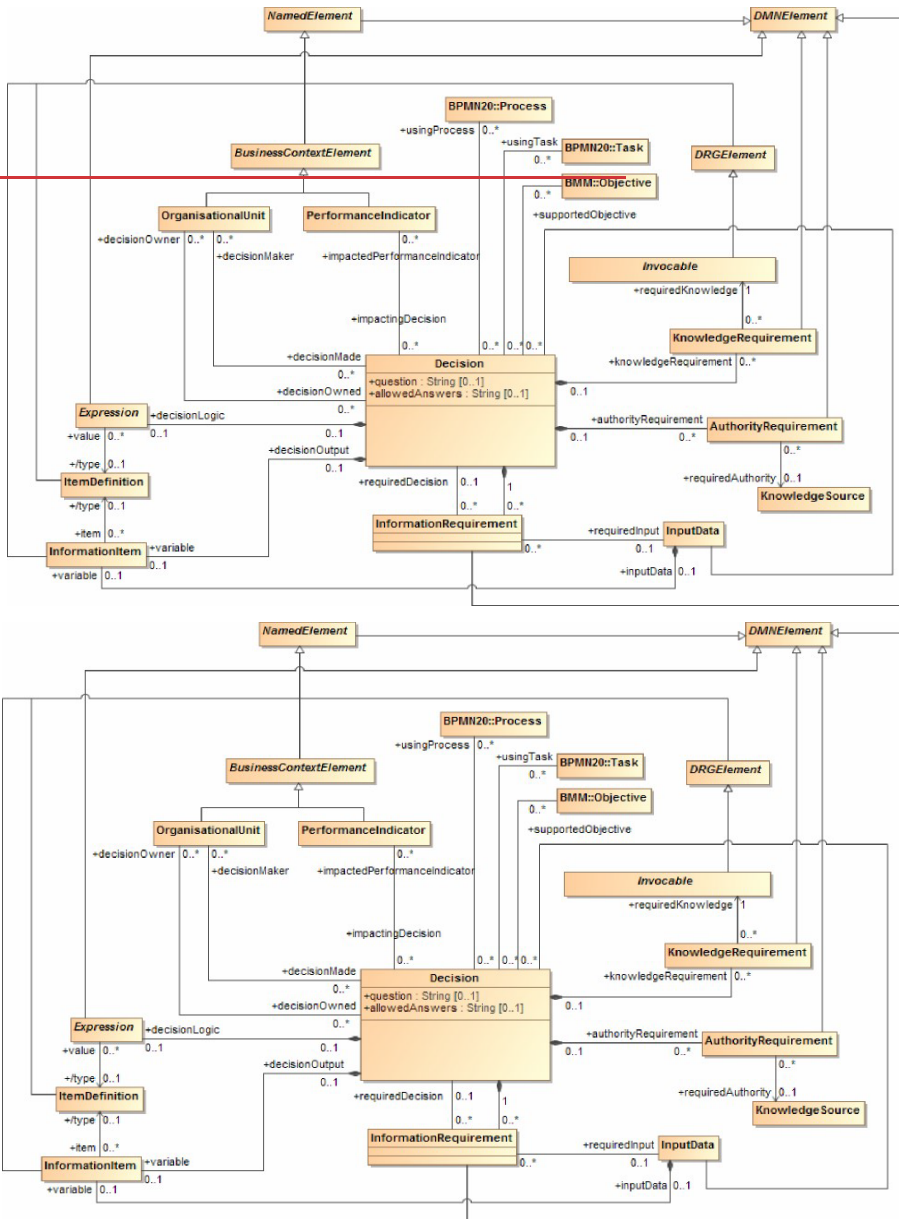 NamedElement DMNElement
BPMN20::Process
+usingProcess 0..*
+usingTask BPMN20::Task
0..*
BusinessContextElement DRGElement
BMM::Objective
0..*
OrganisationalUnit PerformanceIndicator +supportedObjective
+decisionOwner 0..* 0..* 0..*
+decisionMaker +impactedPerformanceIndicator
Invocable
+requiredKnowledge 1
+impactingDecision 0..*
KnowledgeRequirement
0..* 0..* 0..* 0..*
+decisionMade Decision +knowledgeRequirement 0..*
0..* +question : String [0..1]
+decisionOwned +allowedAnswers : String [0..1] 0..1
0..*
Expression +decisionLogic +authorityRequirement AuthorityRequirement
+value 0..* 0..1 0..1 0..1 0..*
+decisionOutput 0..*
+/type 0..1 0..1
ItemDefinition +requiredDecision 0..1 1 +requiredAuthority 0..1
+/type 0..1 KnowledgeSource
0..* 0..*
+item 0..* InformationRequirement +requiredInput InputData
InformationItem +variable 0..* 0..1
0..1
+variable 0..1 +inputData 0..1
NamedElement DMNElement
BPMN20::Process
+usingProcess 0..*
+usingTask BPMN20::Task
0..*
BusinessContextElement DRGElement
BMM::Objective
0..*
OrganisationalUnit PerformanceIndicator +supportedObjective
+decisionOwner 0..* 0..* 0..*
+decisionMaker +impactedPerformanceIndicator
Invocable
+requiredKnowledge 1
+impactingDecision 0..*
KnowledgeRequirement
0..* 0..* 0..* 0..*
+decisionMade Decision +knowledgeRequirement 0..*
0..* +question : String [0..1]
+decisionOwned +allowedAnswers : String [0..1] 0..1
0..*
Expression +decisionLogic +authorityRequirement AuthorityRequirement
+value 0..* 0..1 0..1 0..1 0..*
+decisionOutput 0..*
+/type 0..1 0..1
ItemDefinition +requiredDecision 0..1 1 +requiredAuthority 0..1
+/type 0..1 KnowledgeSource
0..* 0..*
+item 0..* InformationRequirement +requiredInput InputData
InformationItem +variable 0..* 0..1
0..1
+variable 0..1 +inputData 0..1